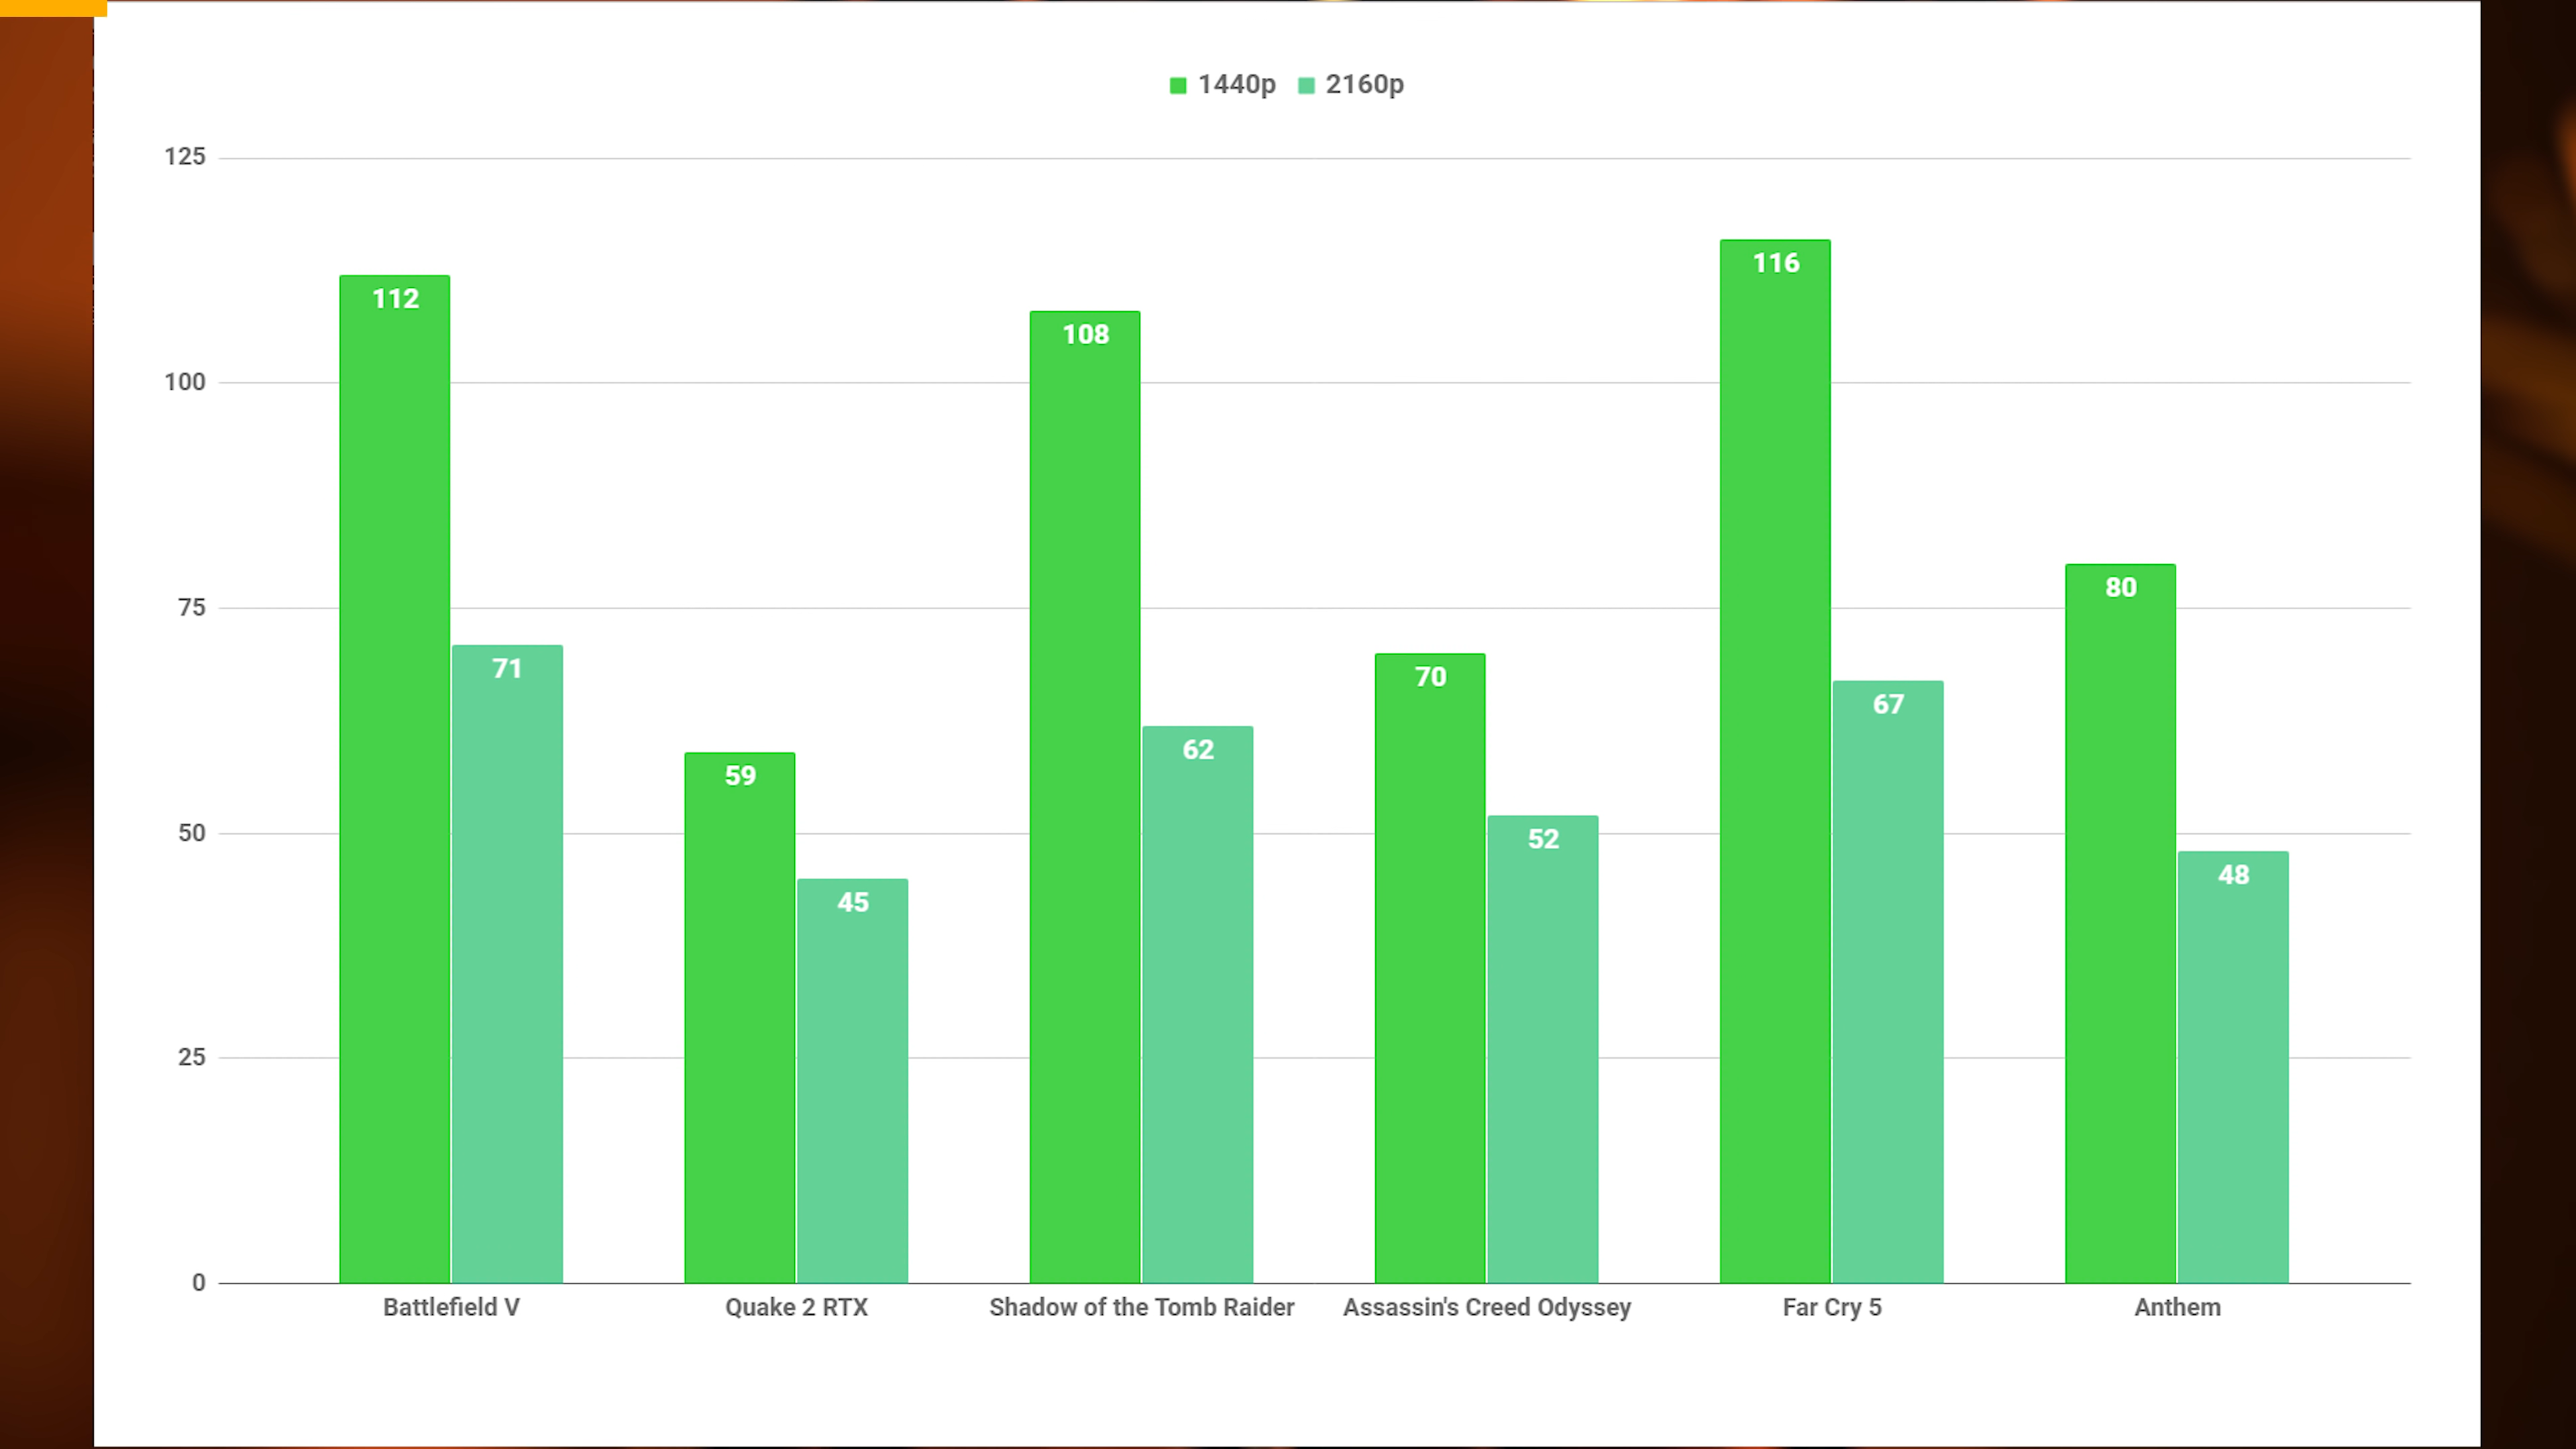 1440p 2160p
125
100
75
50
25
0
112
71
59
45
108
62
70
52
116
67
80
48
Battlefield V
Quake 2 RTX
Shadow of the Tomb Raider
Assassin's Creed Odyssey
Far Cry 5
Anthem